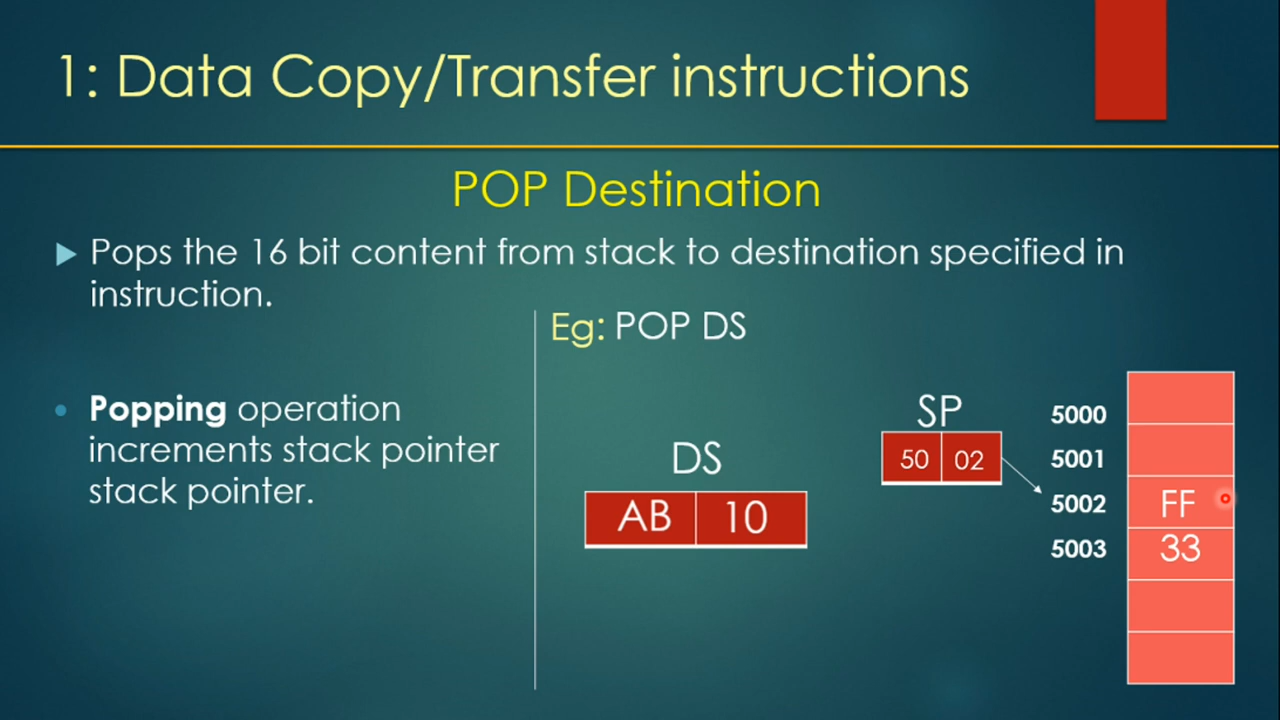 1: Data Copy/Transfer instructions
POP Destination
Pops the 16 bit content from stack to destination specified in
instruction.
Popping operation
increments stack pointer
stack pointer.
Eg: POP DS
DS
AB 10
SP
50 02
5000
5001
5002 FF
5003 33